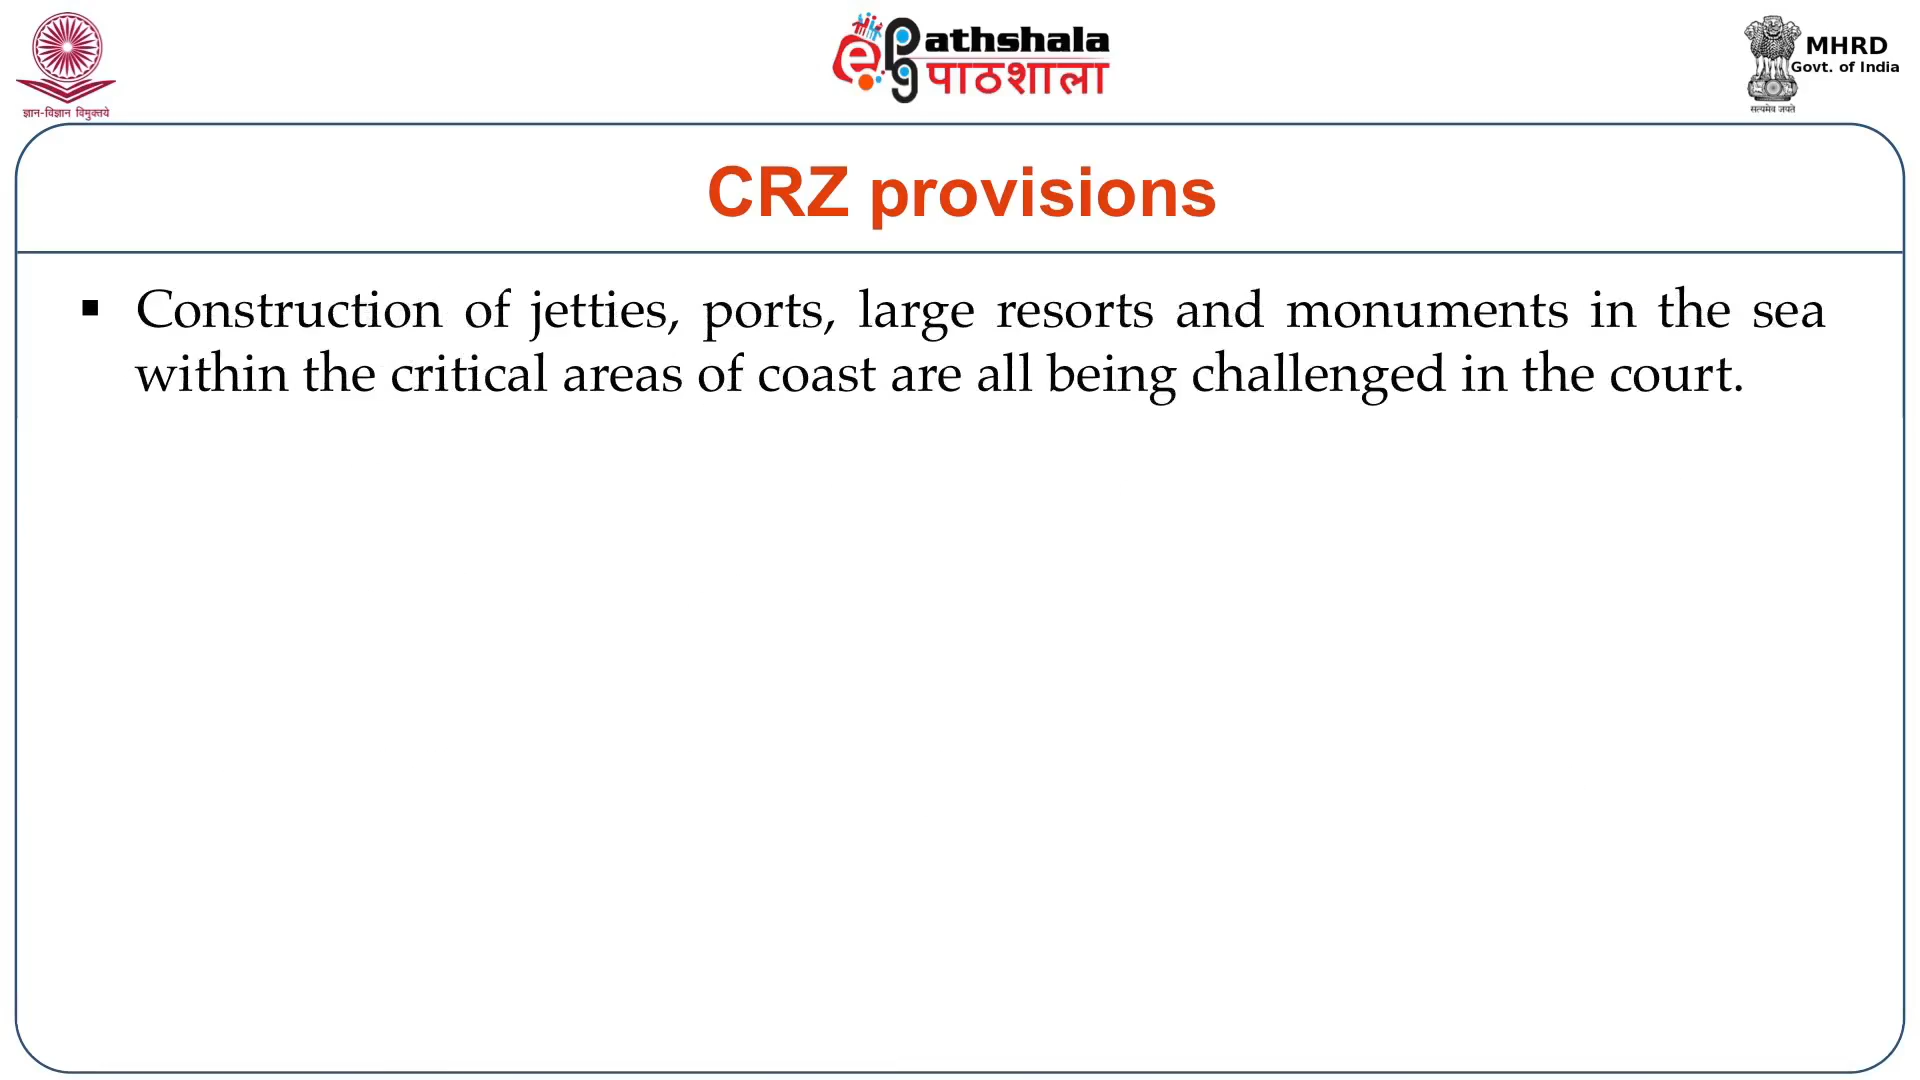 ज्ञान-विज्ञान विमुक्तये
e
Pathshala
पाठशाला
pg
MHRD
Govt. of India
सत्यमेव जयते
CRZ provisions
▪ Construction of jetties, ports, large resorts and monuments in the sea
within the critical areas of coast are all being challenged in the court.